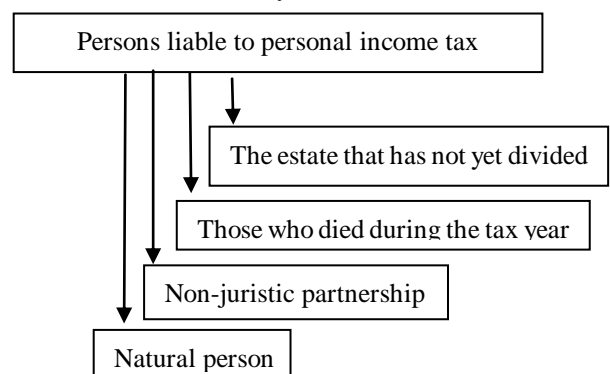 Persons liable to personal income tax
The estate that has not yet divided
Those who died during the tax year
Non-juristic partnership
Natural person